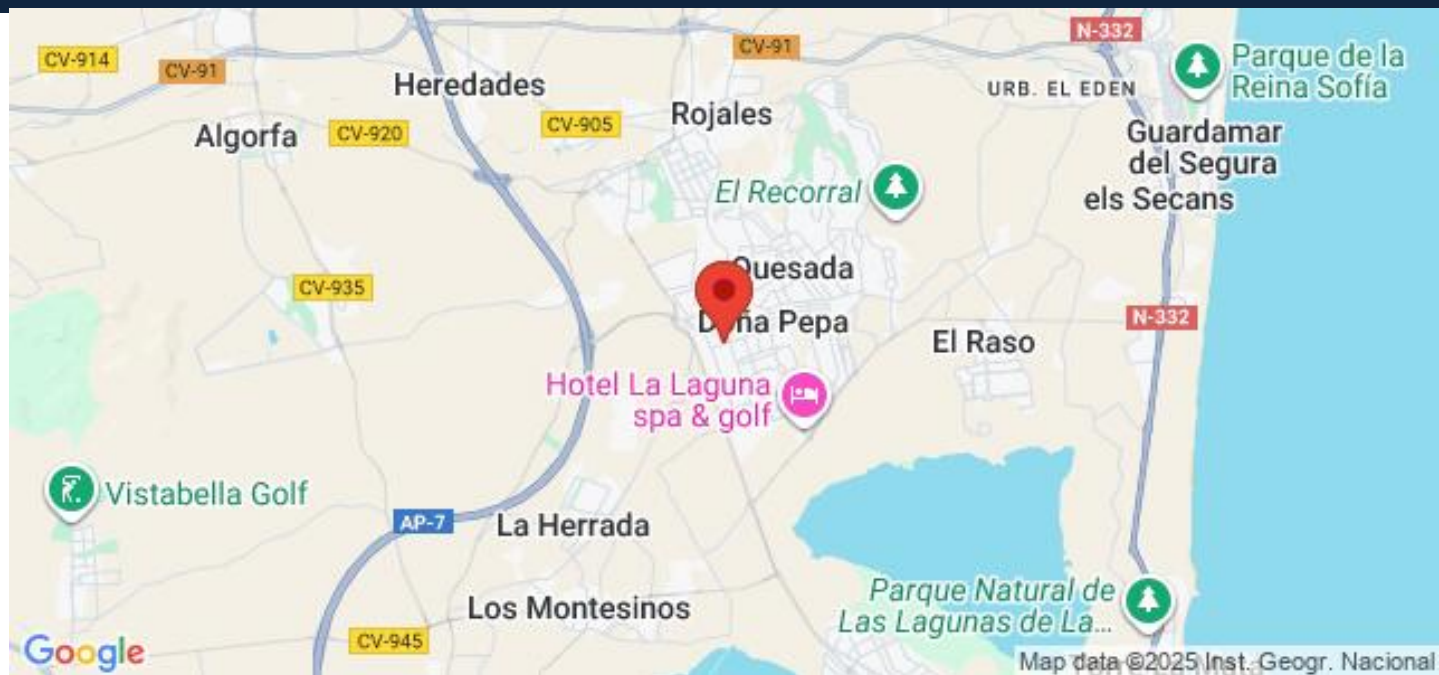 CV-914
CV-91
Heredades
CV-91
N-332
Parque de la
Reina Sofía
URB. EL EDEN
Algorfa
CV-920
CV-905
Rojales
Guardamar
del Segura
els Secans
El Recorral
CV-935
Quesada
Doña Pepa
N-332
El Raso
Hotel La Laguna
spa & golf
Vistabella Golf
AP-7
La Herrada
Los Montesinos
Parque Natural de
Las Lagunas de La...
CV-945
Google
Map data ©2025 Inst. Geogr. Nacional